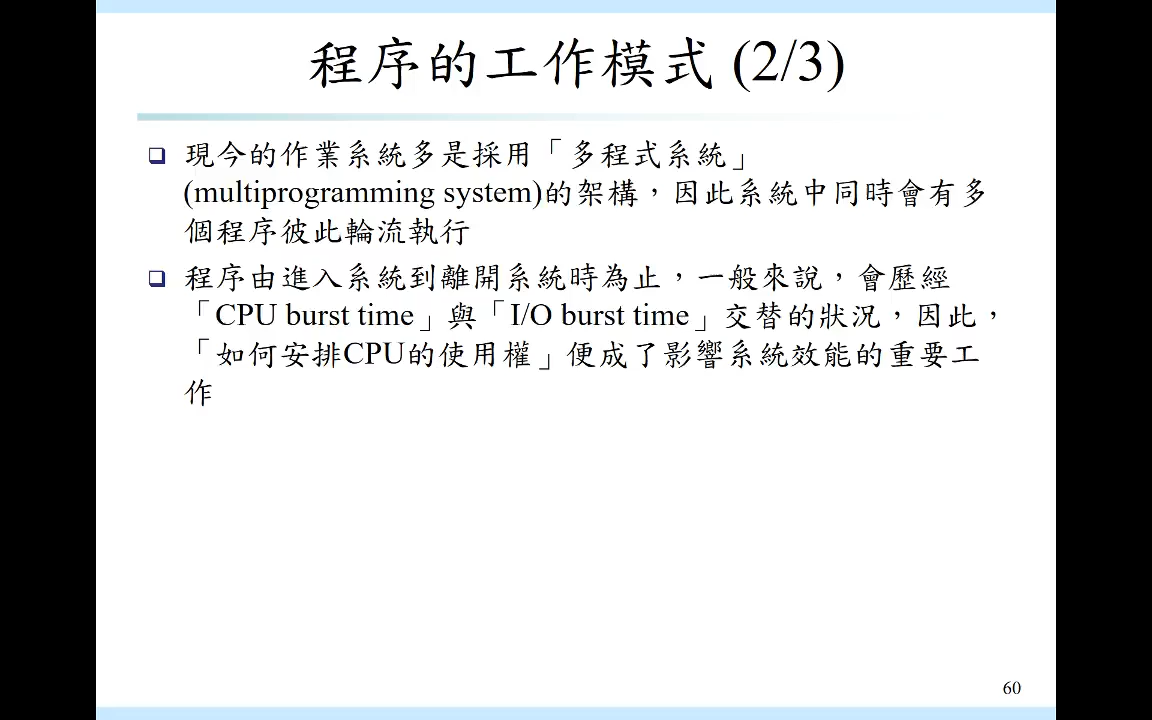 程序的工作模式 (2/3)
❑ 現今的作業系統多是採用「多程式系統」
(multiprogramming system)的架構，因此系統中同時會有多
個程序彼此輪流執行
❑ 程序由進入系統到離開系統時為止，一般來說，會歷經
「CPU burst time」與「I/O burst time」交替的狀況，因此，
「如何安排CPU的使用權」便成了影響系統效能的重要工
作
60